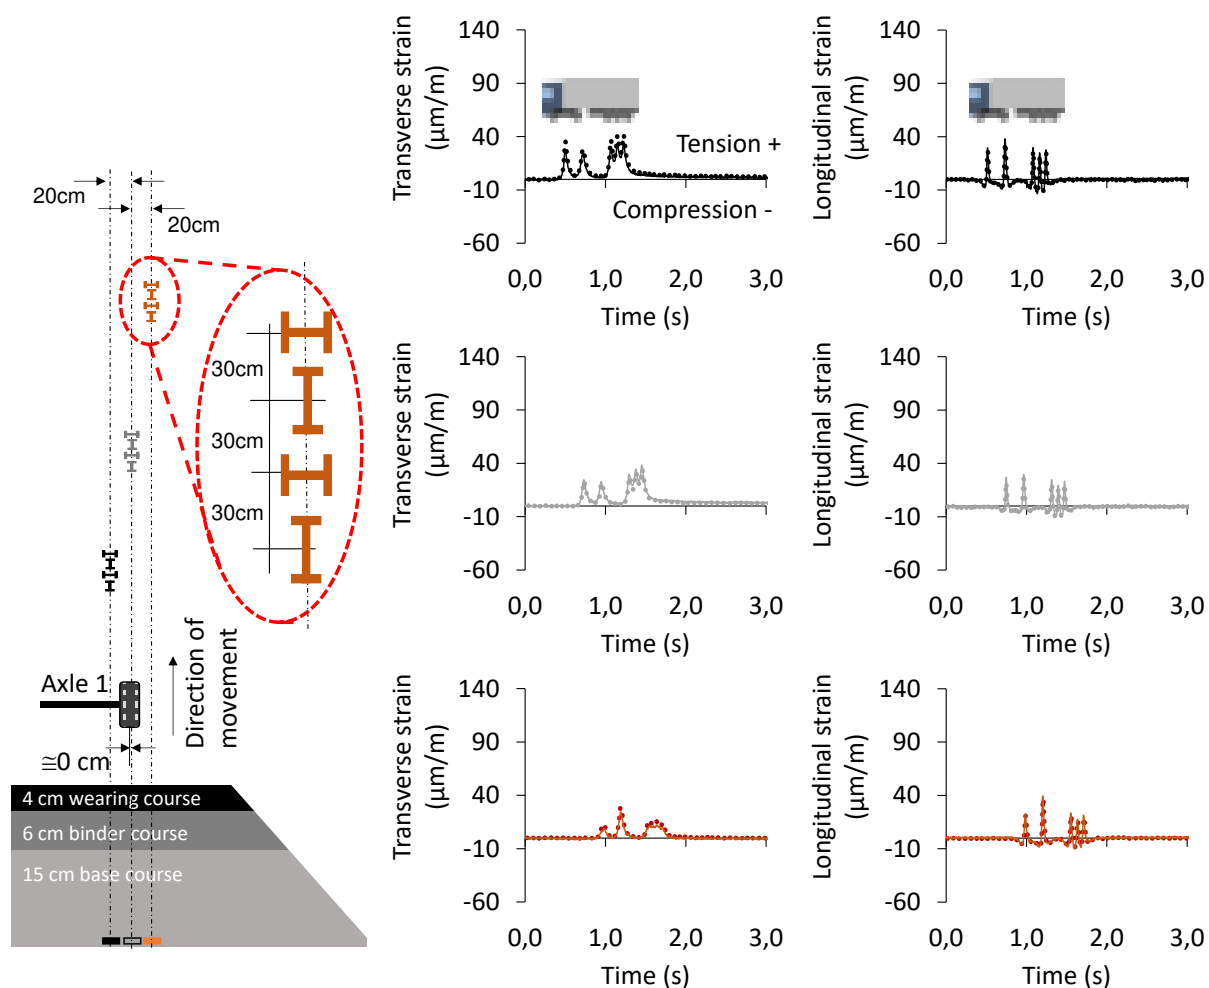 20cm
20cm
30cm
30cm
30cm
Axle 1
Direction of
movement
≅0 cm
4 cm wearing course
6 cm binder course
15 cm base course
Transverse strain
(µm/m)
140
90
40
-10
-60
Tension +
Compression -
0,0 1,0 2,0 3,0
Time (s)
Longitudinal strain
(µm/m)
140
90
40
-10
-60
0,0 1,0 2,0 3,0
Time (s)
Transverse strain
(µm/m)
140
90
40
-10
-60
0,0 1,0 2,0 3,0
Time (s)
Longitudinal strain
(µm/m)
140
90
40
-10
-60
0,0 1,0 2,0 3,0
Time (s)
Transverse strain
(µm/m)
140
90
40
-10
-60
0,0 1,0 2,0 3,0
Time (s)
Longitudinal strain
(µm/m)
140
90
40
-10
-60
0,0 1,0 2,0 3,0
Time (s)